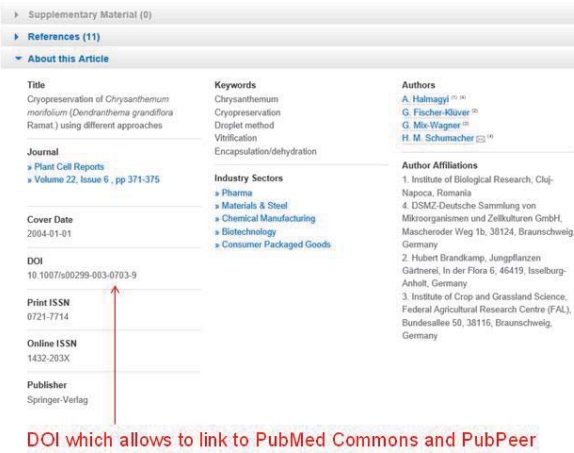 Supplementary Material (0)
References (11)
About this Article
Title
Cryopreservation of Chrysanthemum
morifolium (Dendranthema grandiflora
Ramat.) using different approaches
Journal
» Plant Cell Reports
» Volume 22, Issue 6 , pp 371-375
Cover Date
2004-01-01
DOI
10.1007/s00299-003-0703-9
Print ISSN
0721-7714
Online ISSN
1432-203X
Publisher
Springer-Verlag
Keywords
Chrysanthemum
Cryopreservation
Droplet method
Vitrification
Encapsulation/dehydration
Industry Sectors
» Pharma
» Materials & Steel
» Chemical Manufacturing
» Biotechnology
» Consumer Packaged Goods
Authors
A. Halmagyi (1) (4)
G. Fischer-Klüver (2)
G. Mix-Wagner (3)
H. M. Schumacher (4)
Author Affiliations
1. Institute of Biological Research, Cluj-
Napoca, Romania
4. DSMZ-Deutsche Sammlung von
Mikroorganismen und Zellkulturen GmbH,
Mascheroder Weg 1b, 38124, Braunschweig,
Germany
2. Hubert Brandkamp, Jungpflanzen
Gärtnerei, In der Flora 6, 46419, Isselburg-
Anholt, Germany
3. Institute of Crop and Grassland Science,
Federal Agricultural Research Centre (FAL),
Bundesallee 50, 38116, Braunschweig,
Germany
DOI which allows to link to PubMed Commons and PubPeer